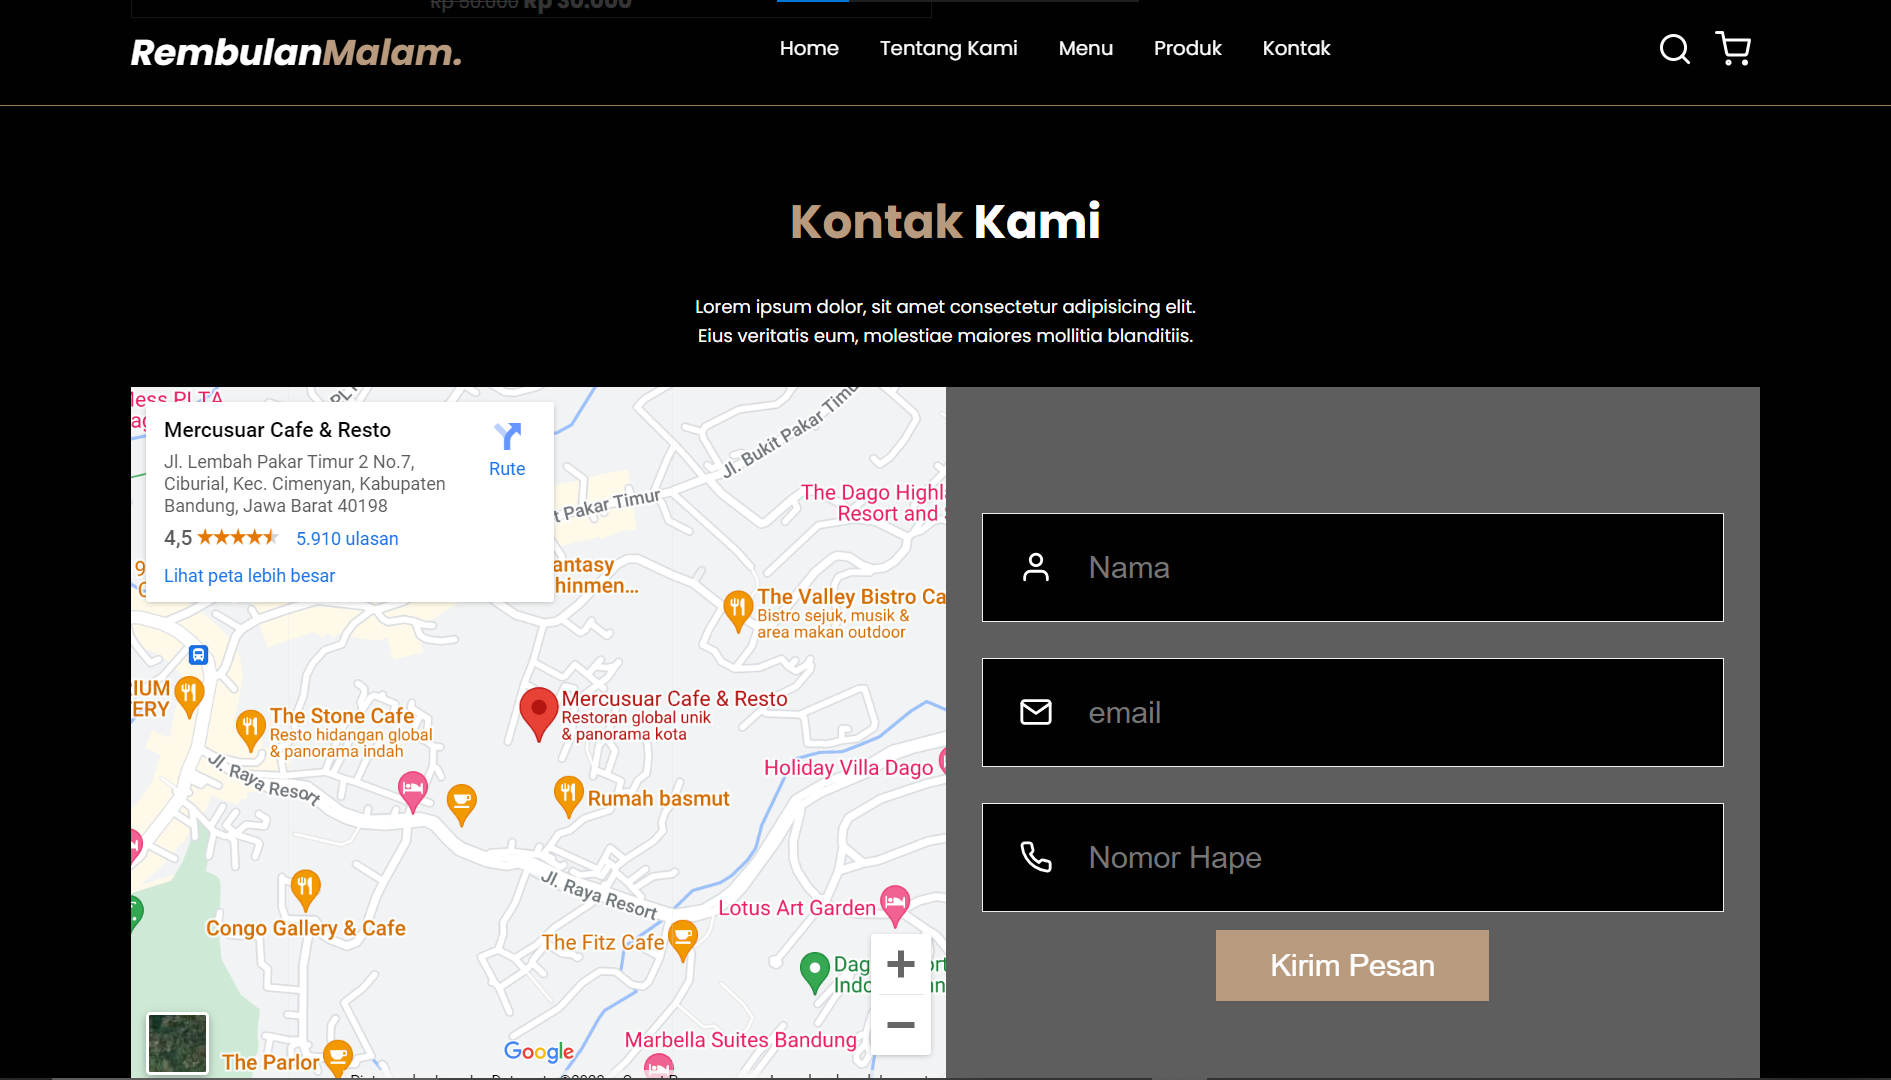 Rp 50.000 Rp 30.000
RembulanMalam.
Home
Tentang Kami
Menu
Produk
Kontak
Kontak Kami
Lorem ipsum dolor, sit amet consectetur adipisicing elit.
Eius veritatis eum, molestiae maiores mollitia blanditiis.
Mercusuar Cafe & Resto
Jl. Lembah Pakar Timur 2 No.7,
Ciburial, Kec. Cimenyan, Kabupaten
Bandung, Jawa Barat 40198
4,5
5.910 ulasan
Lihat peta lebih besar
Rute
Jl. Bukit Pakar Timu
The Dago Highl
Resort and
t Pakar Timur
antasy
hinmen...
The Valley Bistro Ca
Bistro sejuk, musik &
area makan outdoor
IUM
ERY
The Stone Cafe
Resto hidangan global
& panorama indah
Mercusuar Cafe & Resto
Restoran global unik
& panorama kota
Jl. Raya Resort
Holiday Villa Dago
Rumah basmut
Jl. Raya Resort
Lotus Art Garden
Congo Gallery & Cafe
The Fitz Cafe
Dag
Indo
Marbella Suites Bandung
Google
The Parlor
Nama
email
Nomor Hape
Kirim Pesan